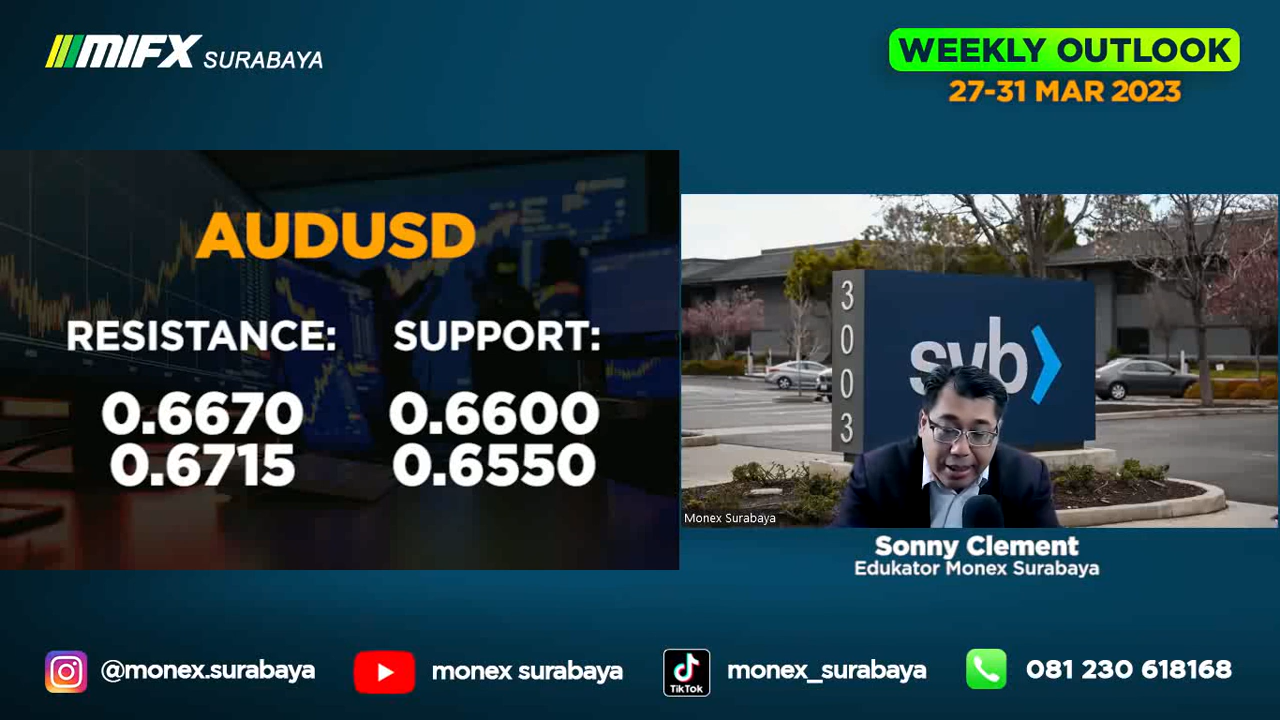 MIFX SURABAYA
WEEKLY OUTLOOK
27-31 MAR 2023
AUDUSD
RESISTANCE:
0.6670
0.6715
SUPPORT:
0.6600
0.6550
3003
svb
Monex Surabaya
Sonny Clement
Edukator Monex Surabaya
@monex.surabaya
monex surabaya
TikTok
monex_surabaya
081 230 618168